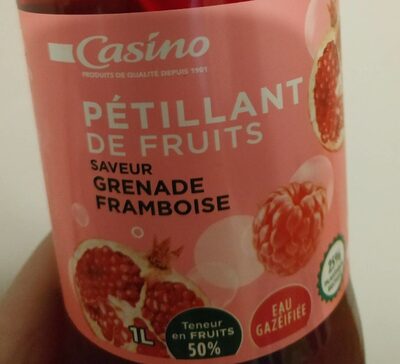 Casino
PRODUITS DE QUALITÉ DEPUIS 1901
PÉTILLANT
DE FRUITS
SAVEUR
GRENADE
FRAMBOISE
25%
1L
Teneur
en FRUITS
50%
EAU
GAZÉIFIÉE